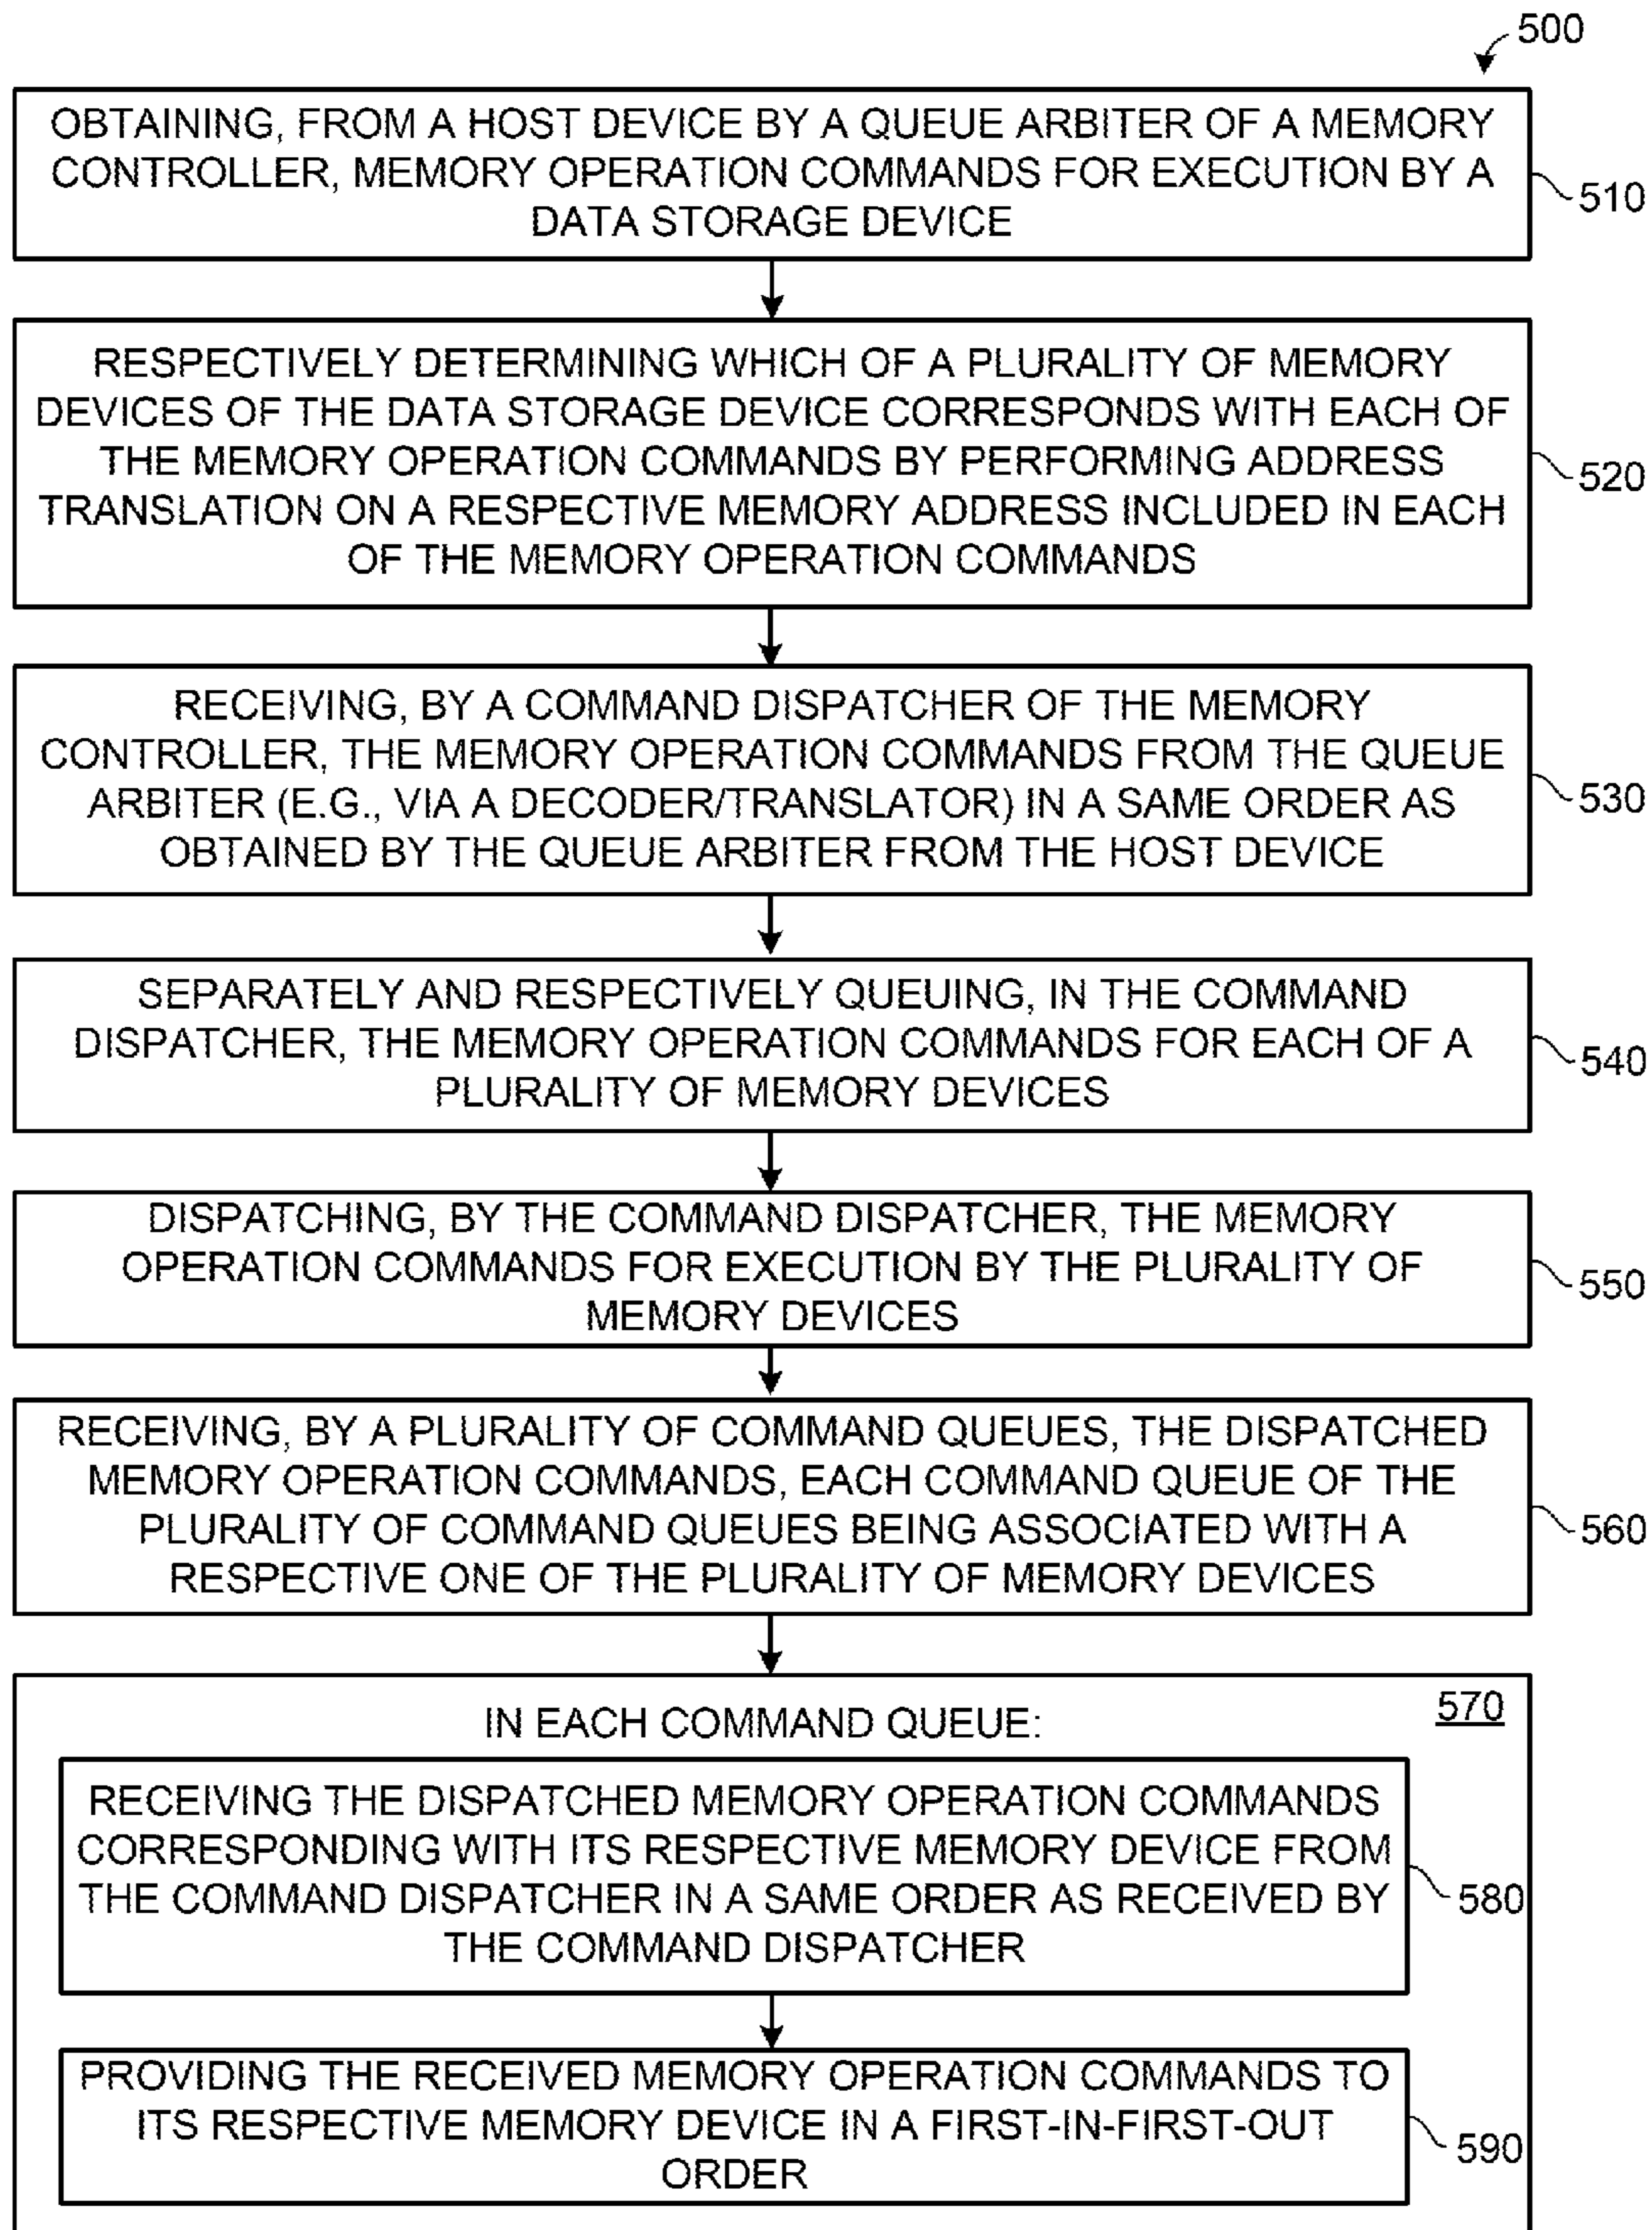 500
OBTAINING, FROM A HOST DEVICE BY A QUEUE ARBITER OF A MEMORY
CONTROLLER, MEMORY OPERATION COMMANDS FOR EXECUTION BY A
DATA STORAGE DEVICE
510
RESPECTIVELY DETERMINING WHICH OF A PLURALITY OF MEMORY
DEVICES OF THE DATA STORAGE DEVICE CORRESPONDS WITH EACH OF
THE MEMORY OPERATION COMMANDS BY PERFORMING ADDRESS
TRANSLATION ON A RESPECTIVE MEMORY ADDRESS INCLUDED IN EACH
OF THE MEMORY OPERATION COMMANDS
520
RECEIVING, BY A COMMAND DISPATCHER OF THE MEMORY
CONTROLLER, THE MEMORY OPERATION COMMANDS FROM THE QUEUE
ARBITER (E.G., VIA A DECODER/TRANSLATOR) IN A SAME ORDER AS
OBTAINED BY THE QUEUE ARBITER FROM THE HOST DEVICE
530
SEPARATELY AND RESPECTIVELY QUEUING, IN THE COMMAND
DISPATCHER, THE MEMORY OPERATION COMMANDS FOR EACH OF A
PLURALITY OF MEMORY DEVICES
540
DISPATCHING, BY THE COMMAND DISPATCHER, THE MEMORY
OPERATION COMMANDS FOR EXECUTION BY THE PLURALITY OF
MEMORY DEVICES
550
RECEIVING, BY A PLURALITY OF COMMAND QUEUES, THE DISPATCHED
MEMORY OPERATION COMMANDS, EACH COMMAND QUEUE OF THE
PLURALITY OF COMMAND QUEUES BEING ASSOCIATED WITH A
RESPECTIVE ONE OF THE PLURALITY OF MEMORY DEVICES
560
570
IN EACH COMMAND QUEUE:
RECEIVING THE DISPATCHED MEMORY OPERATION COMMANDS
CORRESPONDING WITH ITS RESPECTIVE MEMORY DEVICE FROM
THE COMMAND DISPATCHER IN A SAME ORDER AS RECEIVED BY
THE COMMAND DISPATCHER
580
PROVIDING THE RECEIVED MEMORY OPERATION COMMANDS TO
ITS RESPECTIVE MEMORY DEVICE IN A FIRST-IN-FIRST-OUT
ORDER
590